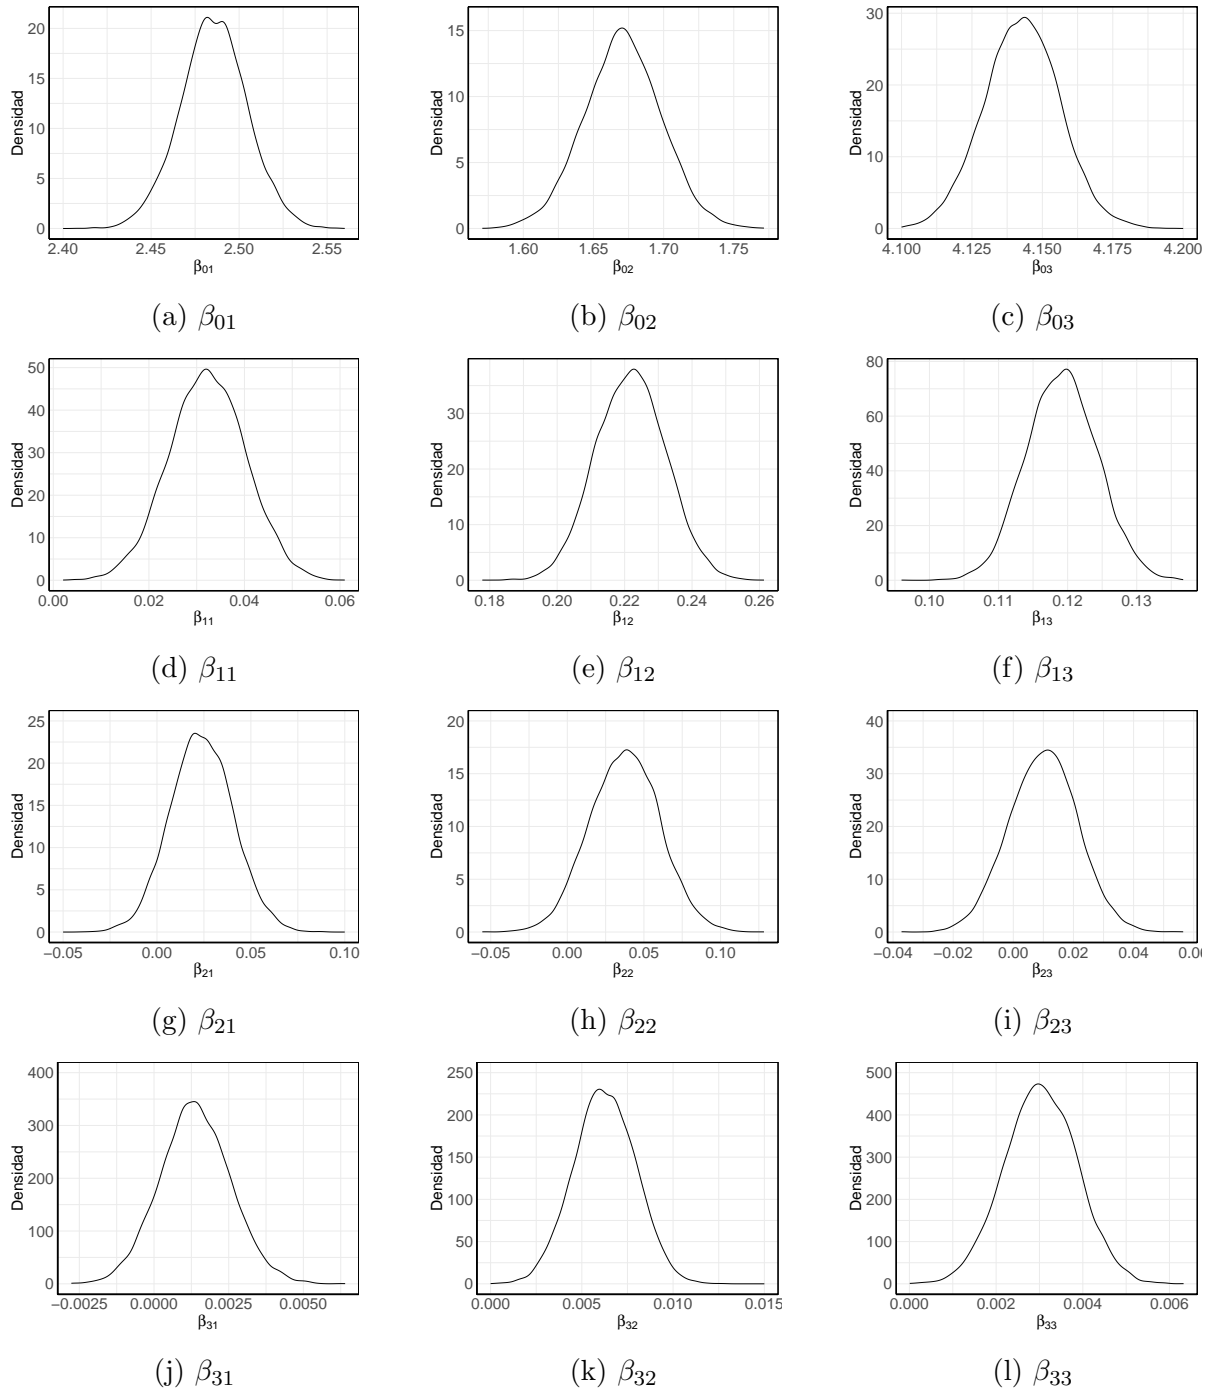 Densidad
20
15
10
5
0
2.40 2.45 2.50 2.55
β01
(a) β01
Densidad
15
10
5
0
1.60 1.65 1.70 1.75
β02
(b) β02
Densidad
30
20
10
0
4.100 4.125 4.150 4.175 4.200
β03
(c) β03
Densidad
50
40
30
20
10
0
0.00 0.02 0.04 0.06
β11
(d) β11
Densidad
30
20
10
0
0.18 0.20 0.22 0.24 0.26
β12
(e) β12
Densidad
80
60
40
20
0
0.10 0.11 0.12 0.13
β13
(f) β13
Densidad
25
20
15
10
5
0
−0.05 0.00 0.05 0.10
β21
(g) β21
Densidad
20
15
10
5
0
−0.05 0.00 0.05 0.10
β22
(h) β22
Densidad
40
30
20
10
0
−0.04 −0.02 0.00 0.02 0.04
β23
(i) β23
Densidad
400
300
200
100
0
−0.0025 0.0000 0.0025 0.0050
β31
(j) β31
Densidad
250
200
150
100
50
0
0.000 0.005 0.010 0.015
β32
(k) β32
Densidad
500
400
300
200
100
0
0.000 0.002 0.004 0.006
β33
(l) β33